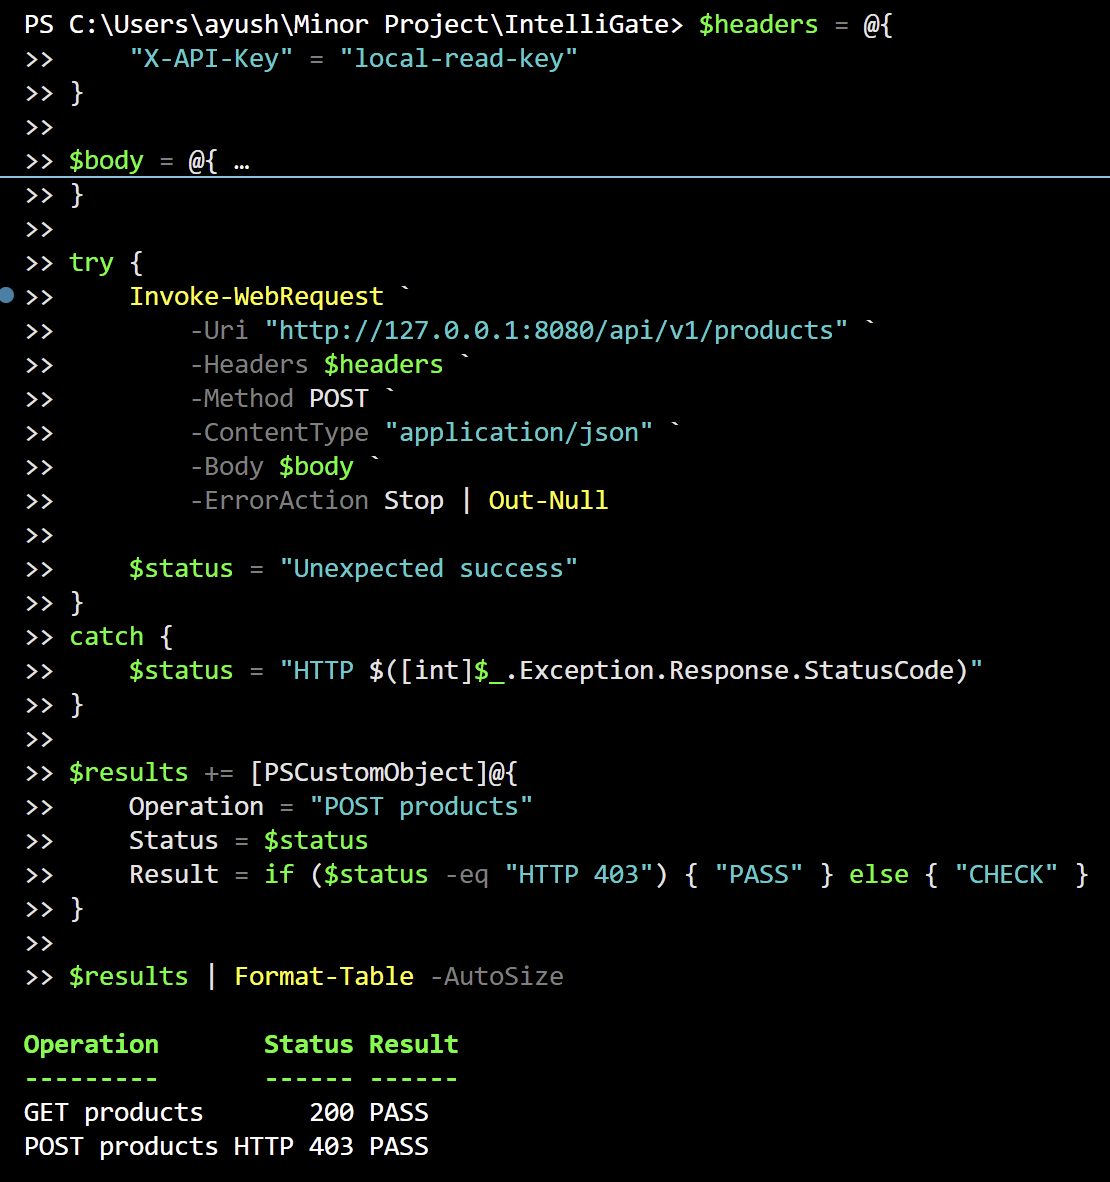 PS C:\Users\ayush\Minor Project\IntelliGate> $headers = @{
>>     "X-API-Key" = "local-read-key"
>> }
>>
>> $body = @{ …
>> }
>>
>> try {
>>     Invoke-WebRequest `
>>         -Uri "http://127.0.0.1:8080/api/v1/products" `
>>         -Headers $headers `
>>         -Method POST `
>>         -ContentType "application/json" `
>>         -Body $body `
>>         -ErrorAction Stop | Out-Null
>>
>>     $status = "Unexpected success"
>> }
>> catch {
>>     $status = "HTTP $([int]$_.Exception.Response.StatusCode)"
>> }
>>
>> $results += [PSCustomObject]@{
>>     Operation = "POST products"
>>     Status = $status
>>     Result = if ($status -eq "HTTP 403") { "PASS" } else { "CHECK" }
>> }
>>
>> $results | Format-Table -AutoSize
Operation       Status Result
---------       ------ ------
GET products       200 PASS
POST products HTTP 403 PASS